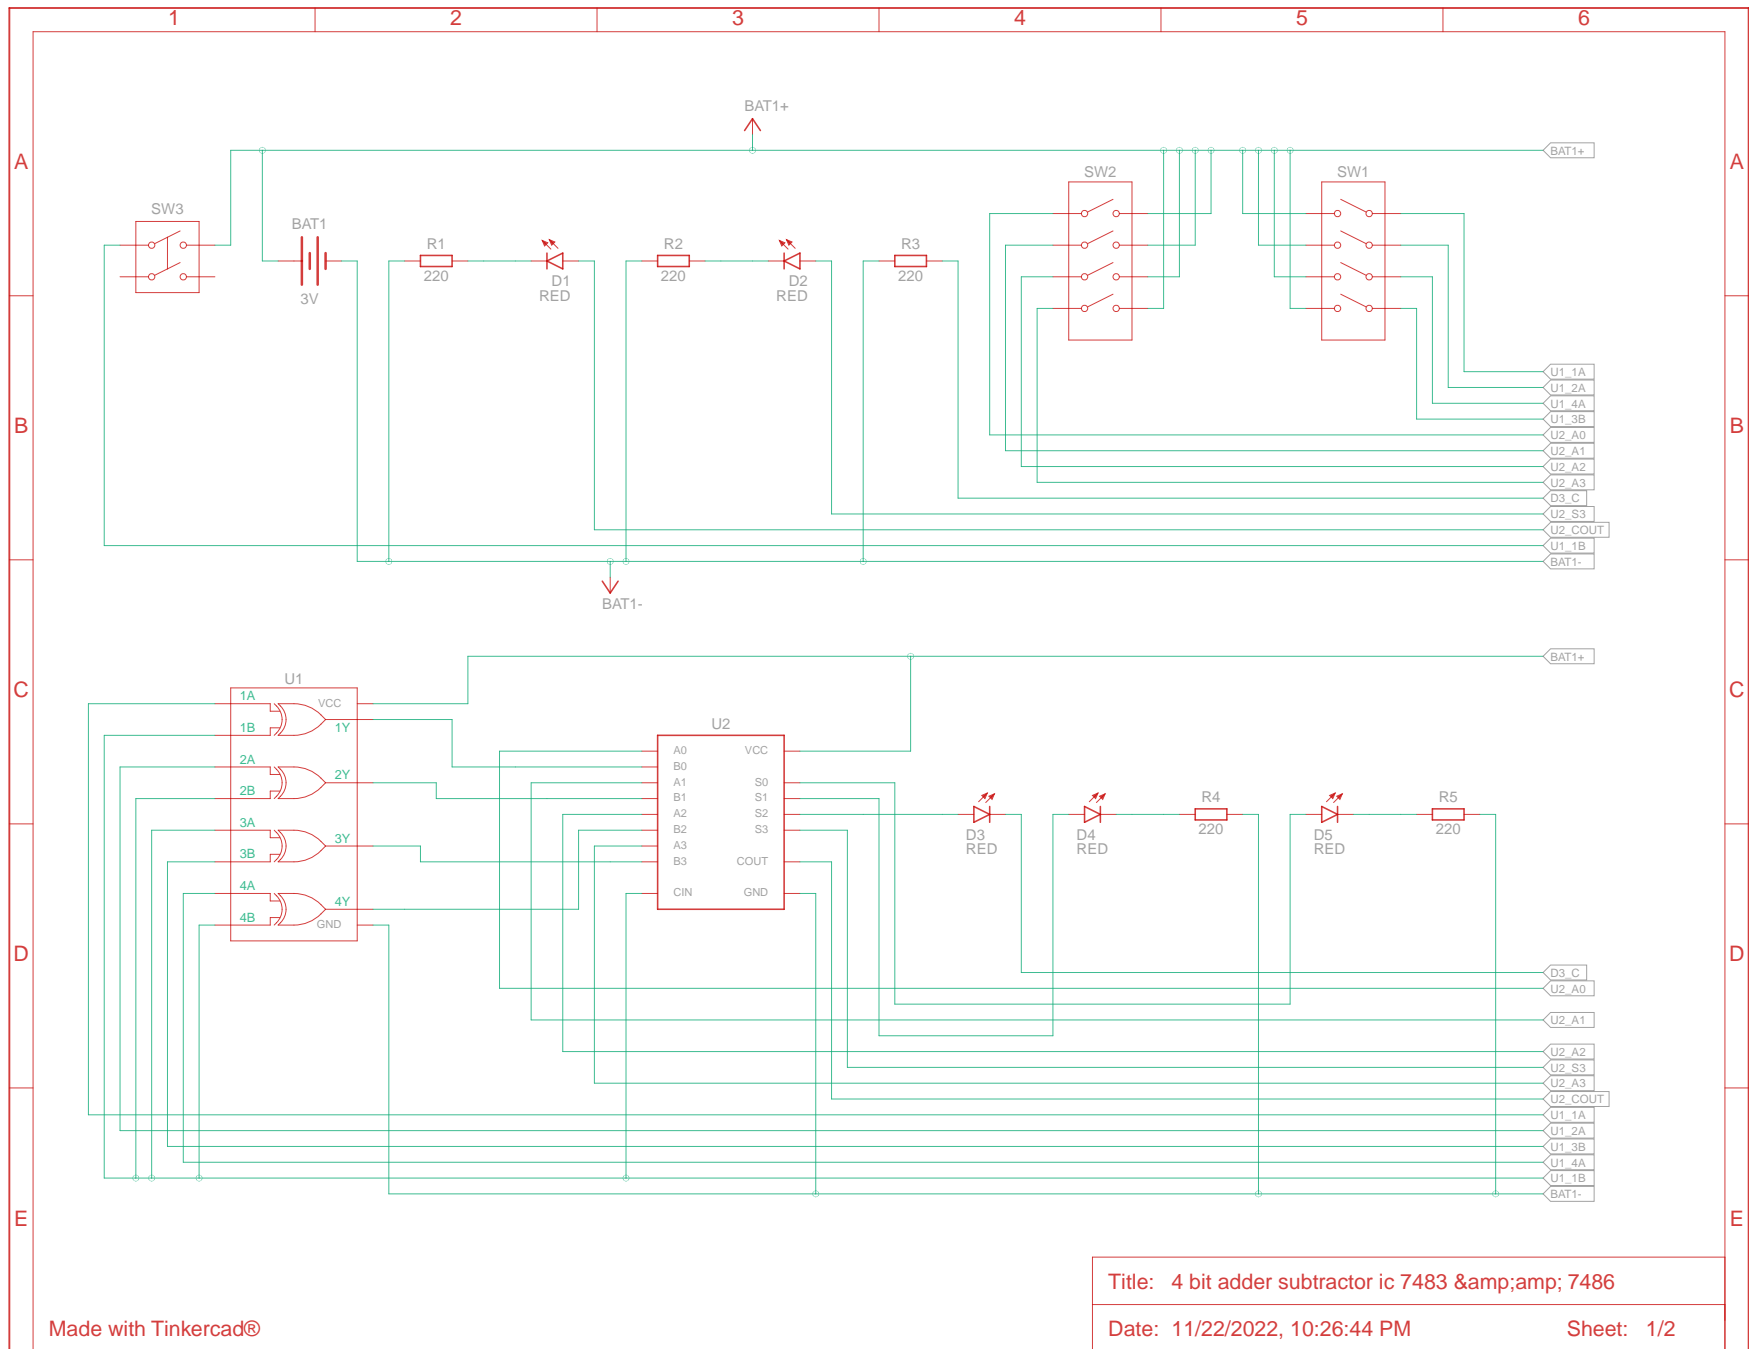 1 2 3 4 5 6
A A
BAT1+
BAT1+
SW2 SW1
SW3
BAT1
3V
R1
220
D1
RED
R2
220
D2
RED
R3
220
B B
U1_1A
U1_2A
U1_4A
U1_3B
U2_A0
U2_A1
U2_A2
U2_A3
D3_C
U2_S3
U2_COUT
U1_1B
BAT1-
BAT1-
C C
BAT1+
U1
1A VCC
1B 1Y
2A
2B 2Y
3A
3B 3Y
4A
4B 4Y
GND
U2
A0 VCC
B0
A1 S0
B1 S1
A2 S2
B2 S3
A3
B3 COUT
CIN GND
D3
RED
D4
RED
R4
220
D5
RED
R5
220
D D
D3_C
U2_A0
U2_A1
U2_A2
U2_S3
U2_A3
U2_COUT
U1_1A
U1_2A
U1_3B
U1_4A
U1_1B
BAT1-
E E
Title: 4 bit adder subtractor ic 7483 &amp;amp; 7486
Made with Tinkercad®
Date: 11/22/2022, 10:26:44 PM Sheet: 1/2